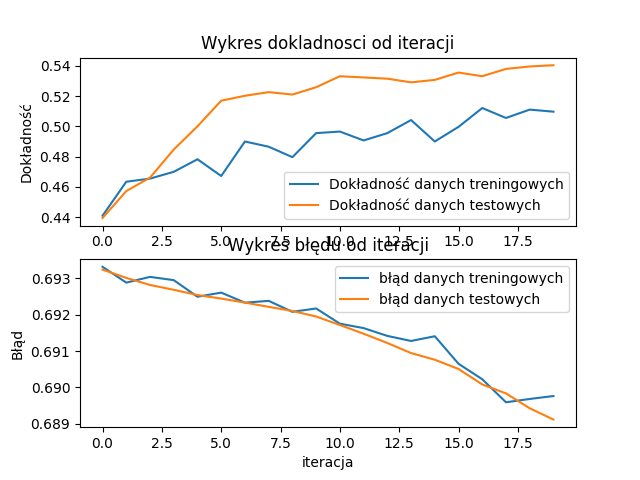 Wykres dokladnosci od iteracji
Dokładność
0.54
0.52
0.50
0.48
0.46
0.44
Dokładność danych treningowych
Dokładność danych testowych
0.0 2.5 5.0 7.5 10.0 12.5 15.0 17.5
Wykres błędu od iteracji
Błąd
0.693
0.692
0.691
0.690
0.689
błąd danych treningowych
błąd danych testowych
0.0 2.5 5.0 7.5 10.0 12.5 15.0 17.5
iteracja